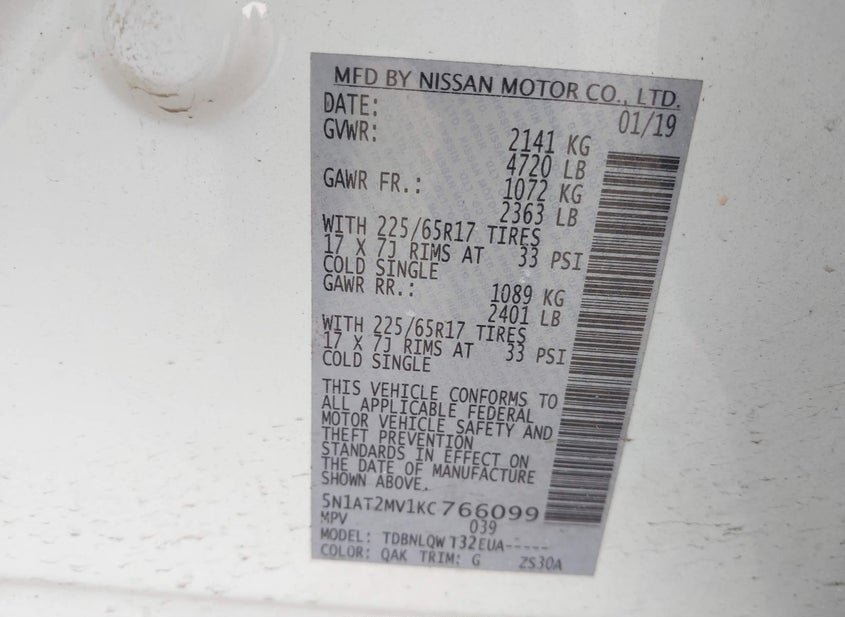 MFD BY NISSAN MOTOR CO., LTD.
DATE: 01/19
GVWR: 2141 KG
4720 LB
GAWR FR.: 1072 KG
2363 LB
WITH 225/65R17 TIRES
17 X 7J RIMS AT 33 PSI
COLD SINGLE
GAWR RR.: 1089 KG
2401 LB
WITH 225/65R17 TIRES
17 X 7J RIMS AT 33 PSI
COLD SINGLE
THIS VEHICLE CONFORMS TO
ALL APPLICABLE FEDERAL
MOTOR VEHICLE SAFETY AND
THEFT PREVENTION
STANDARDS IN EFFECT ON
THE DATE OF MANUFACTURE
SHOWN ABOVE.
5N1AT2MV1KC766099
MPV 039
MODEL: TDBNLQW T32EUA-----
COLOR: QAK TRIM: G ZS30A